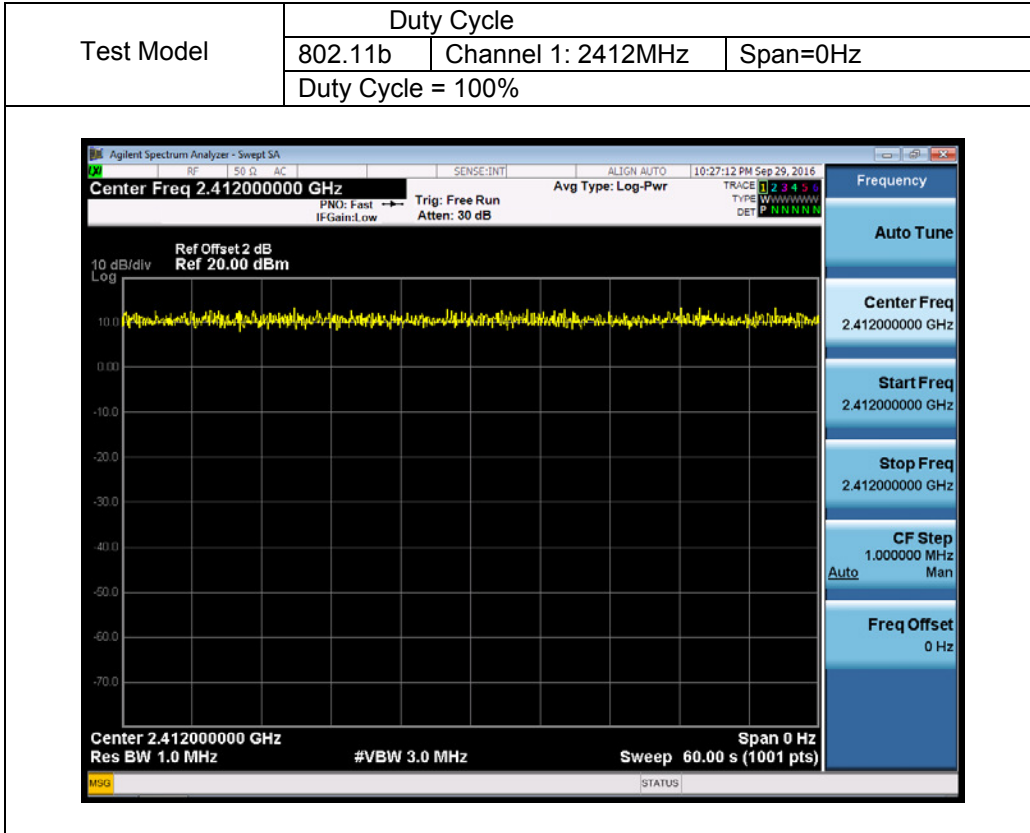 Test Model
Duty Cycle
802.11b Channel 1: 2412MHz Span=0Hz
Duty Cycle = 100%
Agilent Spectrum Analyzer - Swept SA
RF 50 Ω AC SENSE:INT ALIGN AUTO 10:27:12 PM Sep 29, 2016
Center Freq 2.412000000 GHz
PNO: Fast
IFGain:Low
Trig: Free Run
Atten: 30 dB
Avg Type: Log-Pwr
TRACE 1 2 3 4 5 6
TYPE WWWWWW
DET P N N N N N
Ref Offset 2 dB
10 dB/div Ref 20.00 dBm
Log
10.0
0.00
-10.0
-20.0
-30.0
-40.0
-50.0
-60.0
-70.0
Center 2.412000000 GHz Span 0 Hz
Res BW 1.0 MHz #VBW 3.0 MHz Sweep 60.00 s (1001 pts)
MSG STATUS
Frequency
Auto Tune
Center Freq
2.412000000 GHz
Start Freq
2.412000000 GHz
Stop Freq
2.412000000 GHz
CF Step
1.000000 MHz
Auto Man
Freq Offset
0 Hz